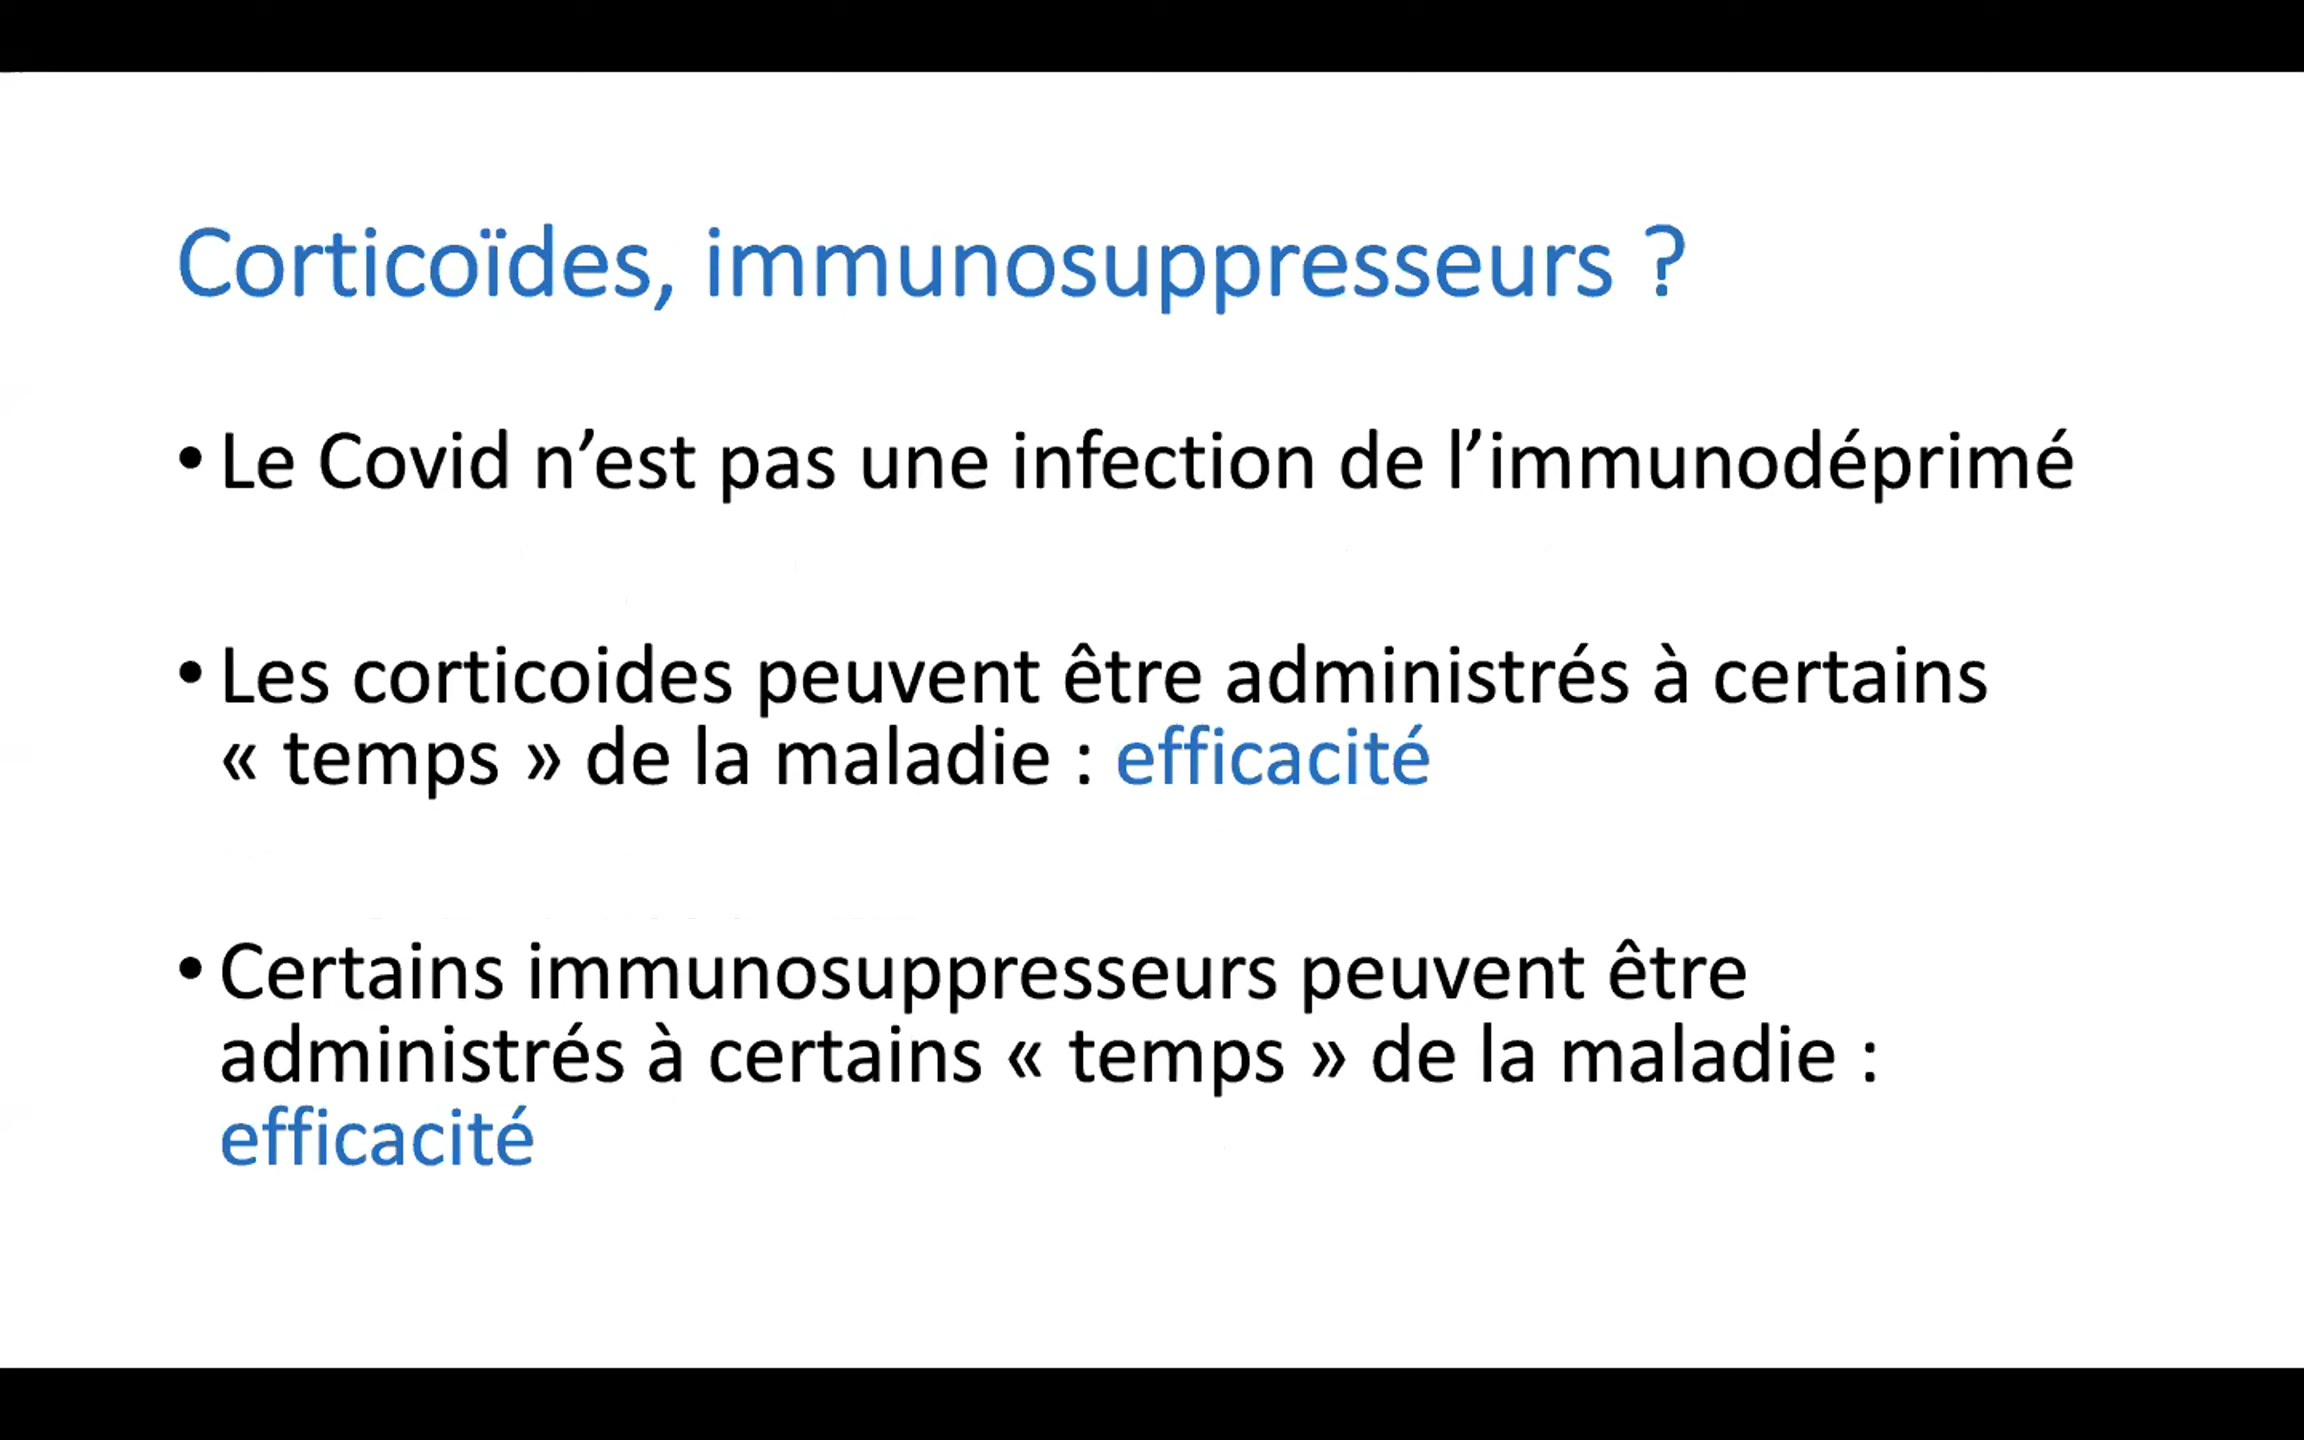 Corticoïdes, immunosuppresseurs ?
• Le Covid n’est pas une infection de l’immunodéprimé
• Les corticoides peuvent être administrés à certains
« temps » de la maladie : efficacité
• Certains immunosuppresseurs peuvent être
administrés à certains « temps » de la maladie :
efficacité